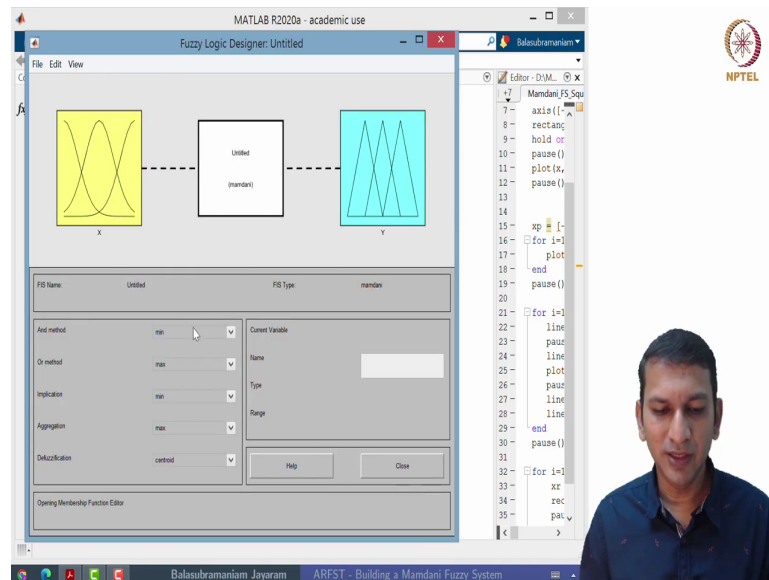 MATLAB R2020a - academic use
Fuzzy Logic Designer: Untitled
Balasubramaniam
File Edit View
Editor - D:\M...
+7 Mamdani_FS_Squ
fx
NPTEL
Untitled
(mamdani)
X
Y
FIS Name: Untitled FIS Type: mamdani
And method min
Or method max
Implication min
Aggregation max
Defuzzification centroid
Current Variable
Name
Type
Range
Help Close
Opening Membership Function Editor
7 axis([-
8 rectang
9 hold on
10 pause()
11 plot(x,
12 pause()
13
14
15 xp = [-
16 for i=1
17 plot
18 end
19 pause()
20
21 for i=1
22 line
23 paus
24 line
25 plot
26 paus
27 line
28 line
29 end
30 pause()
31
32 for i=1
33 xr
34 rec
35 pau
Balasubramaniam Jayaram ARFST - Building a Mamdani Fuzzy System